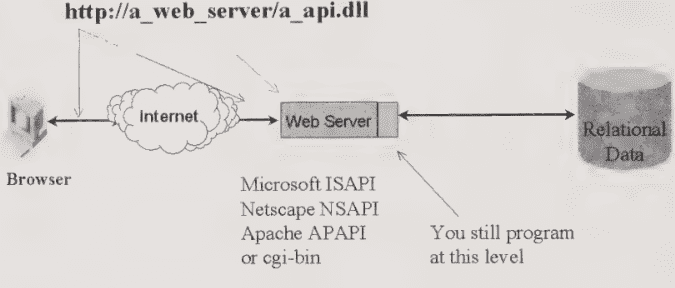 http://a_web_server/a_api.dll
Internet
Web Server
Relational
Data
Browser
Microsoft ISAPI
Netscape NSAPI
Apache APAPI
or cgi-bin
You still program
at this level